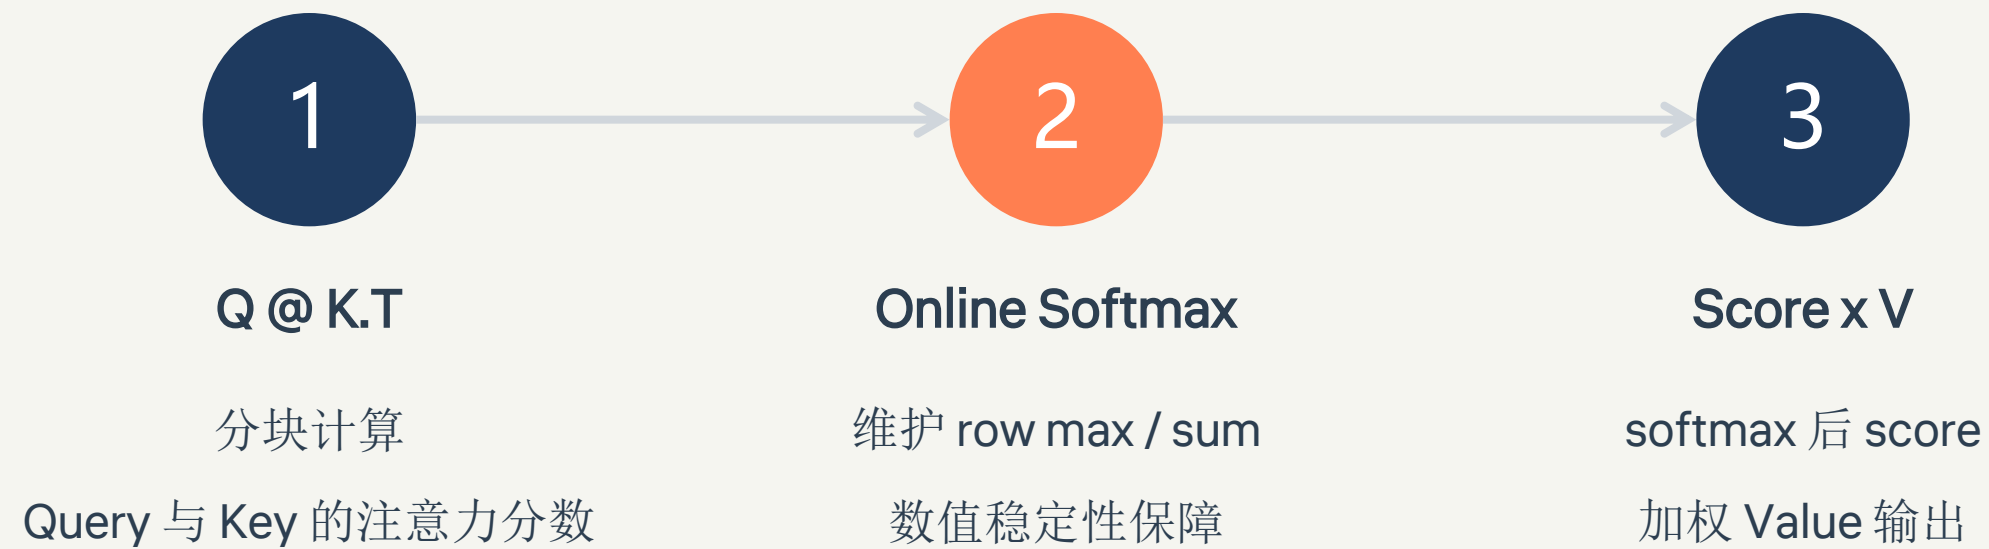 1
2
3
Q @ K.T
Online Softmax
Score x V
分块计算
维护 row max / sum
softmax 后 score
Query 与 Key 的注意力分数
数值稳定性保障
加权 Value 输出